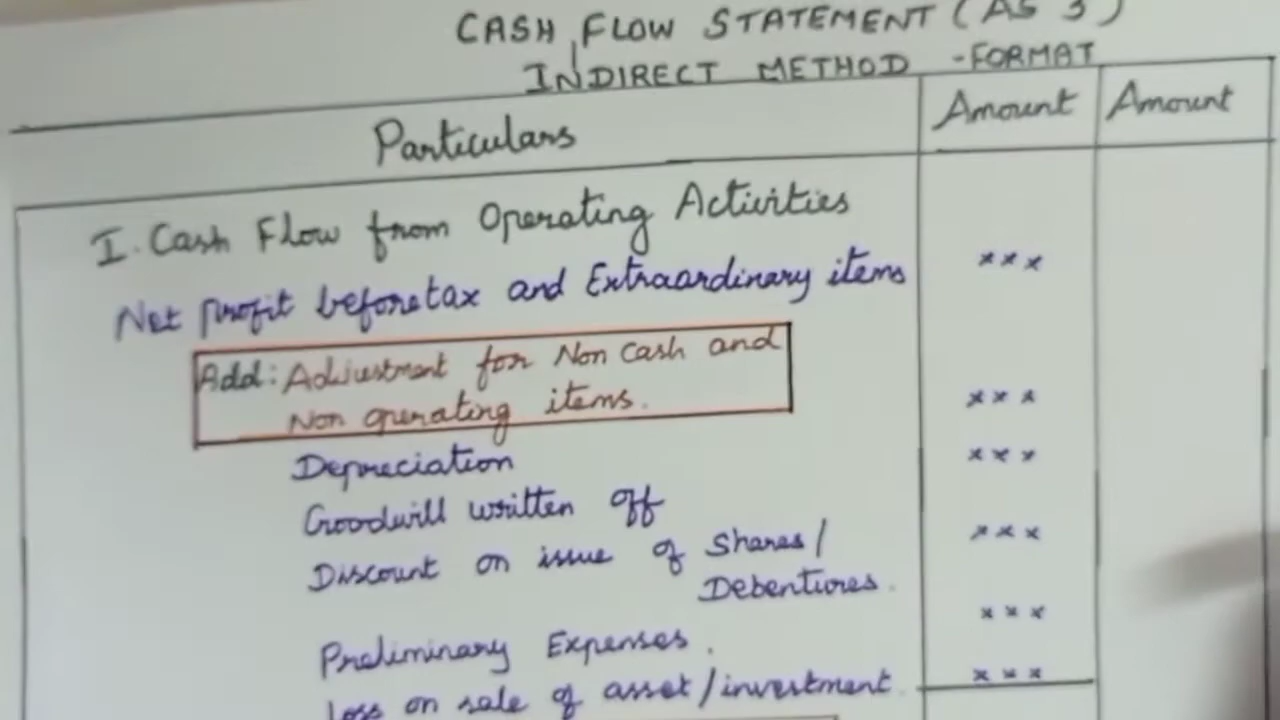 CASH FLOW STATEMENT (AS 3)
INDIRECT METHOD - FORMAT
Particulars Amount Amount
I. Cash Flow from Operating Activities
Net profit before tax and Extraordinary items ***
Add: Adjustment for Non Cash and
Non operating items.
Depreciation ***
Goodwill written off ***
Discount on issue of Shares/ ***
Debentures.
Preliminary Expenses. ***
Loss on sale of asset/investment ***